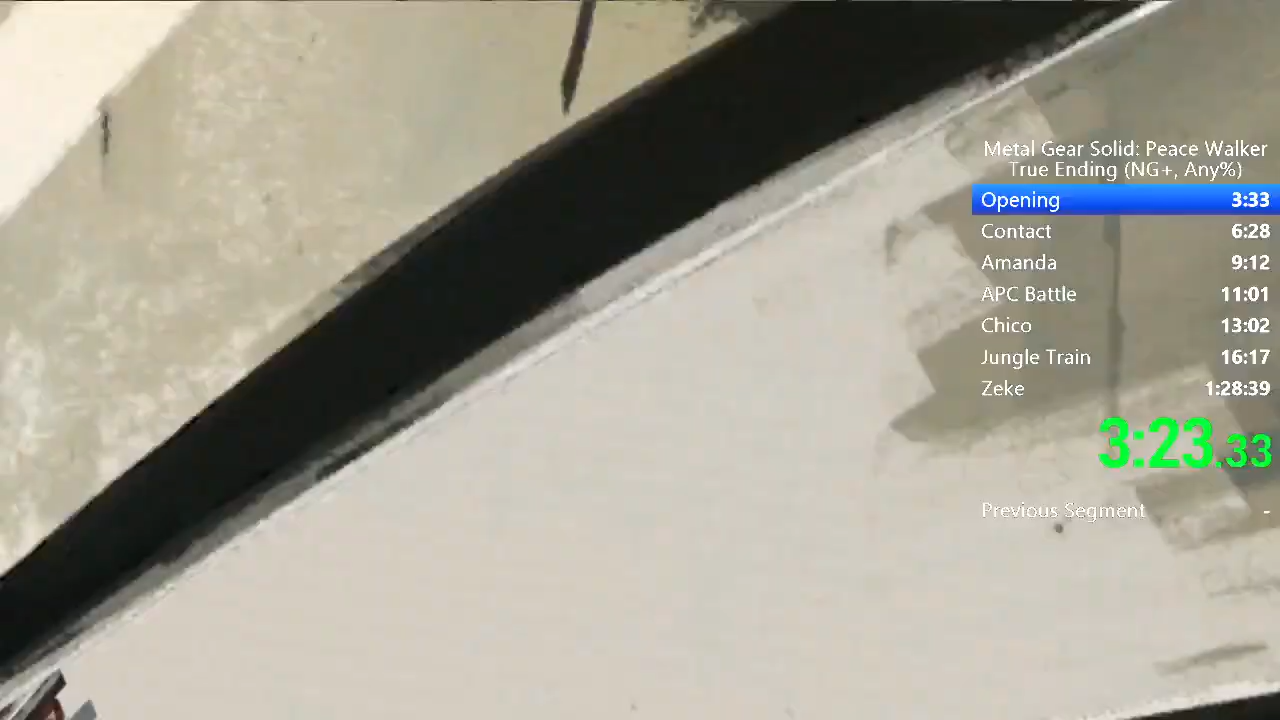 Metal Gear Solid: Peace Walker
True Ending (NG+, Any%)
Opening 3:33
Contact 6:28
Amanda 9:12
APC Battle 11:01
Chico 13:02
Jungle Train 16:17
Zeke 1:28:39
3:23.33
Previous Segment -